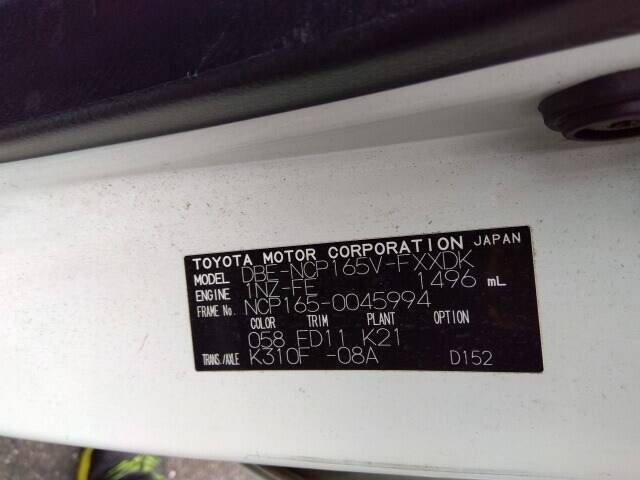 TOYOTA MOTOR CORPORATION JAPAN
MODEL DBE-NCP165V-FXXDK
ENGINE 1NZ-FE 1496 mL
FRAME No. NCP165-0045994
COLOR TRIM PLANT OPTION
058 FD11 K21
TRANS./AXLE K310F -08A D152